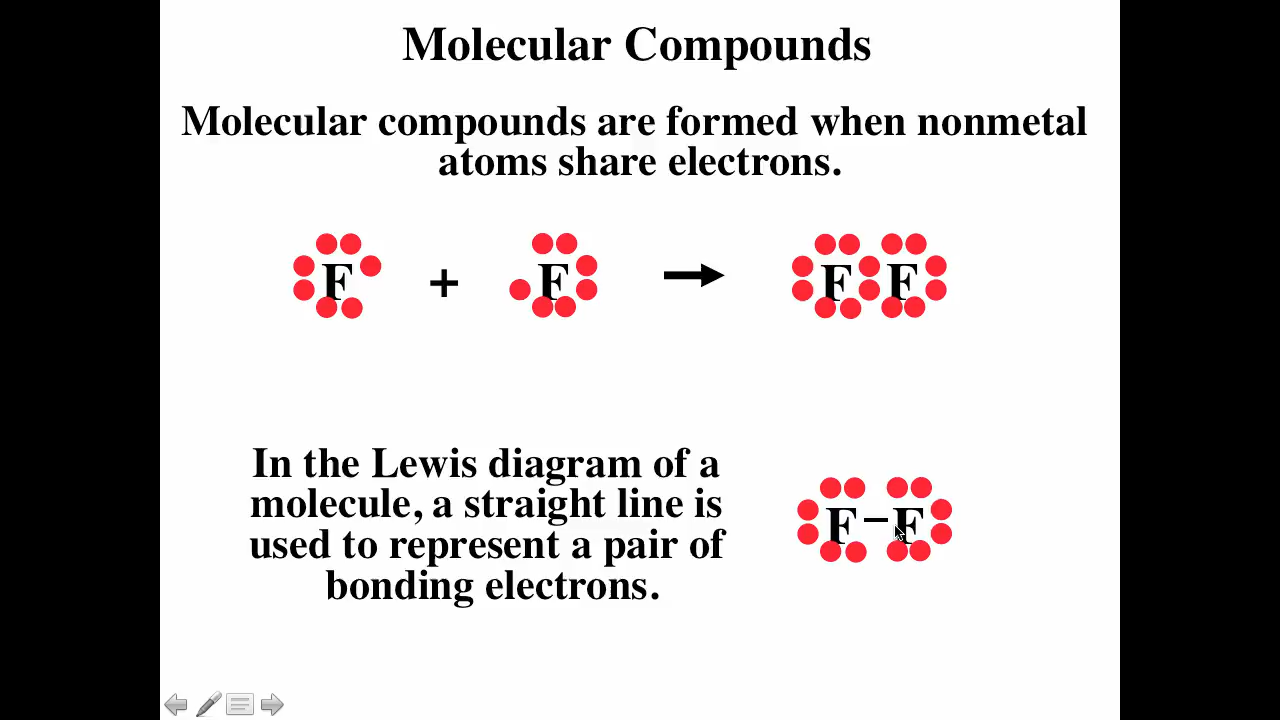 Molecular Compounds
Molecular compounds are formed when nonmetal
atoms share electrons.
F + F → F F
In the Lewis diagram of a
molecule, a straight line is
used to represent a pair of
bonding electrons.
F – F